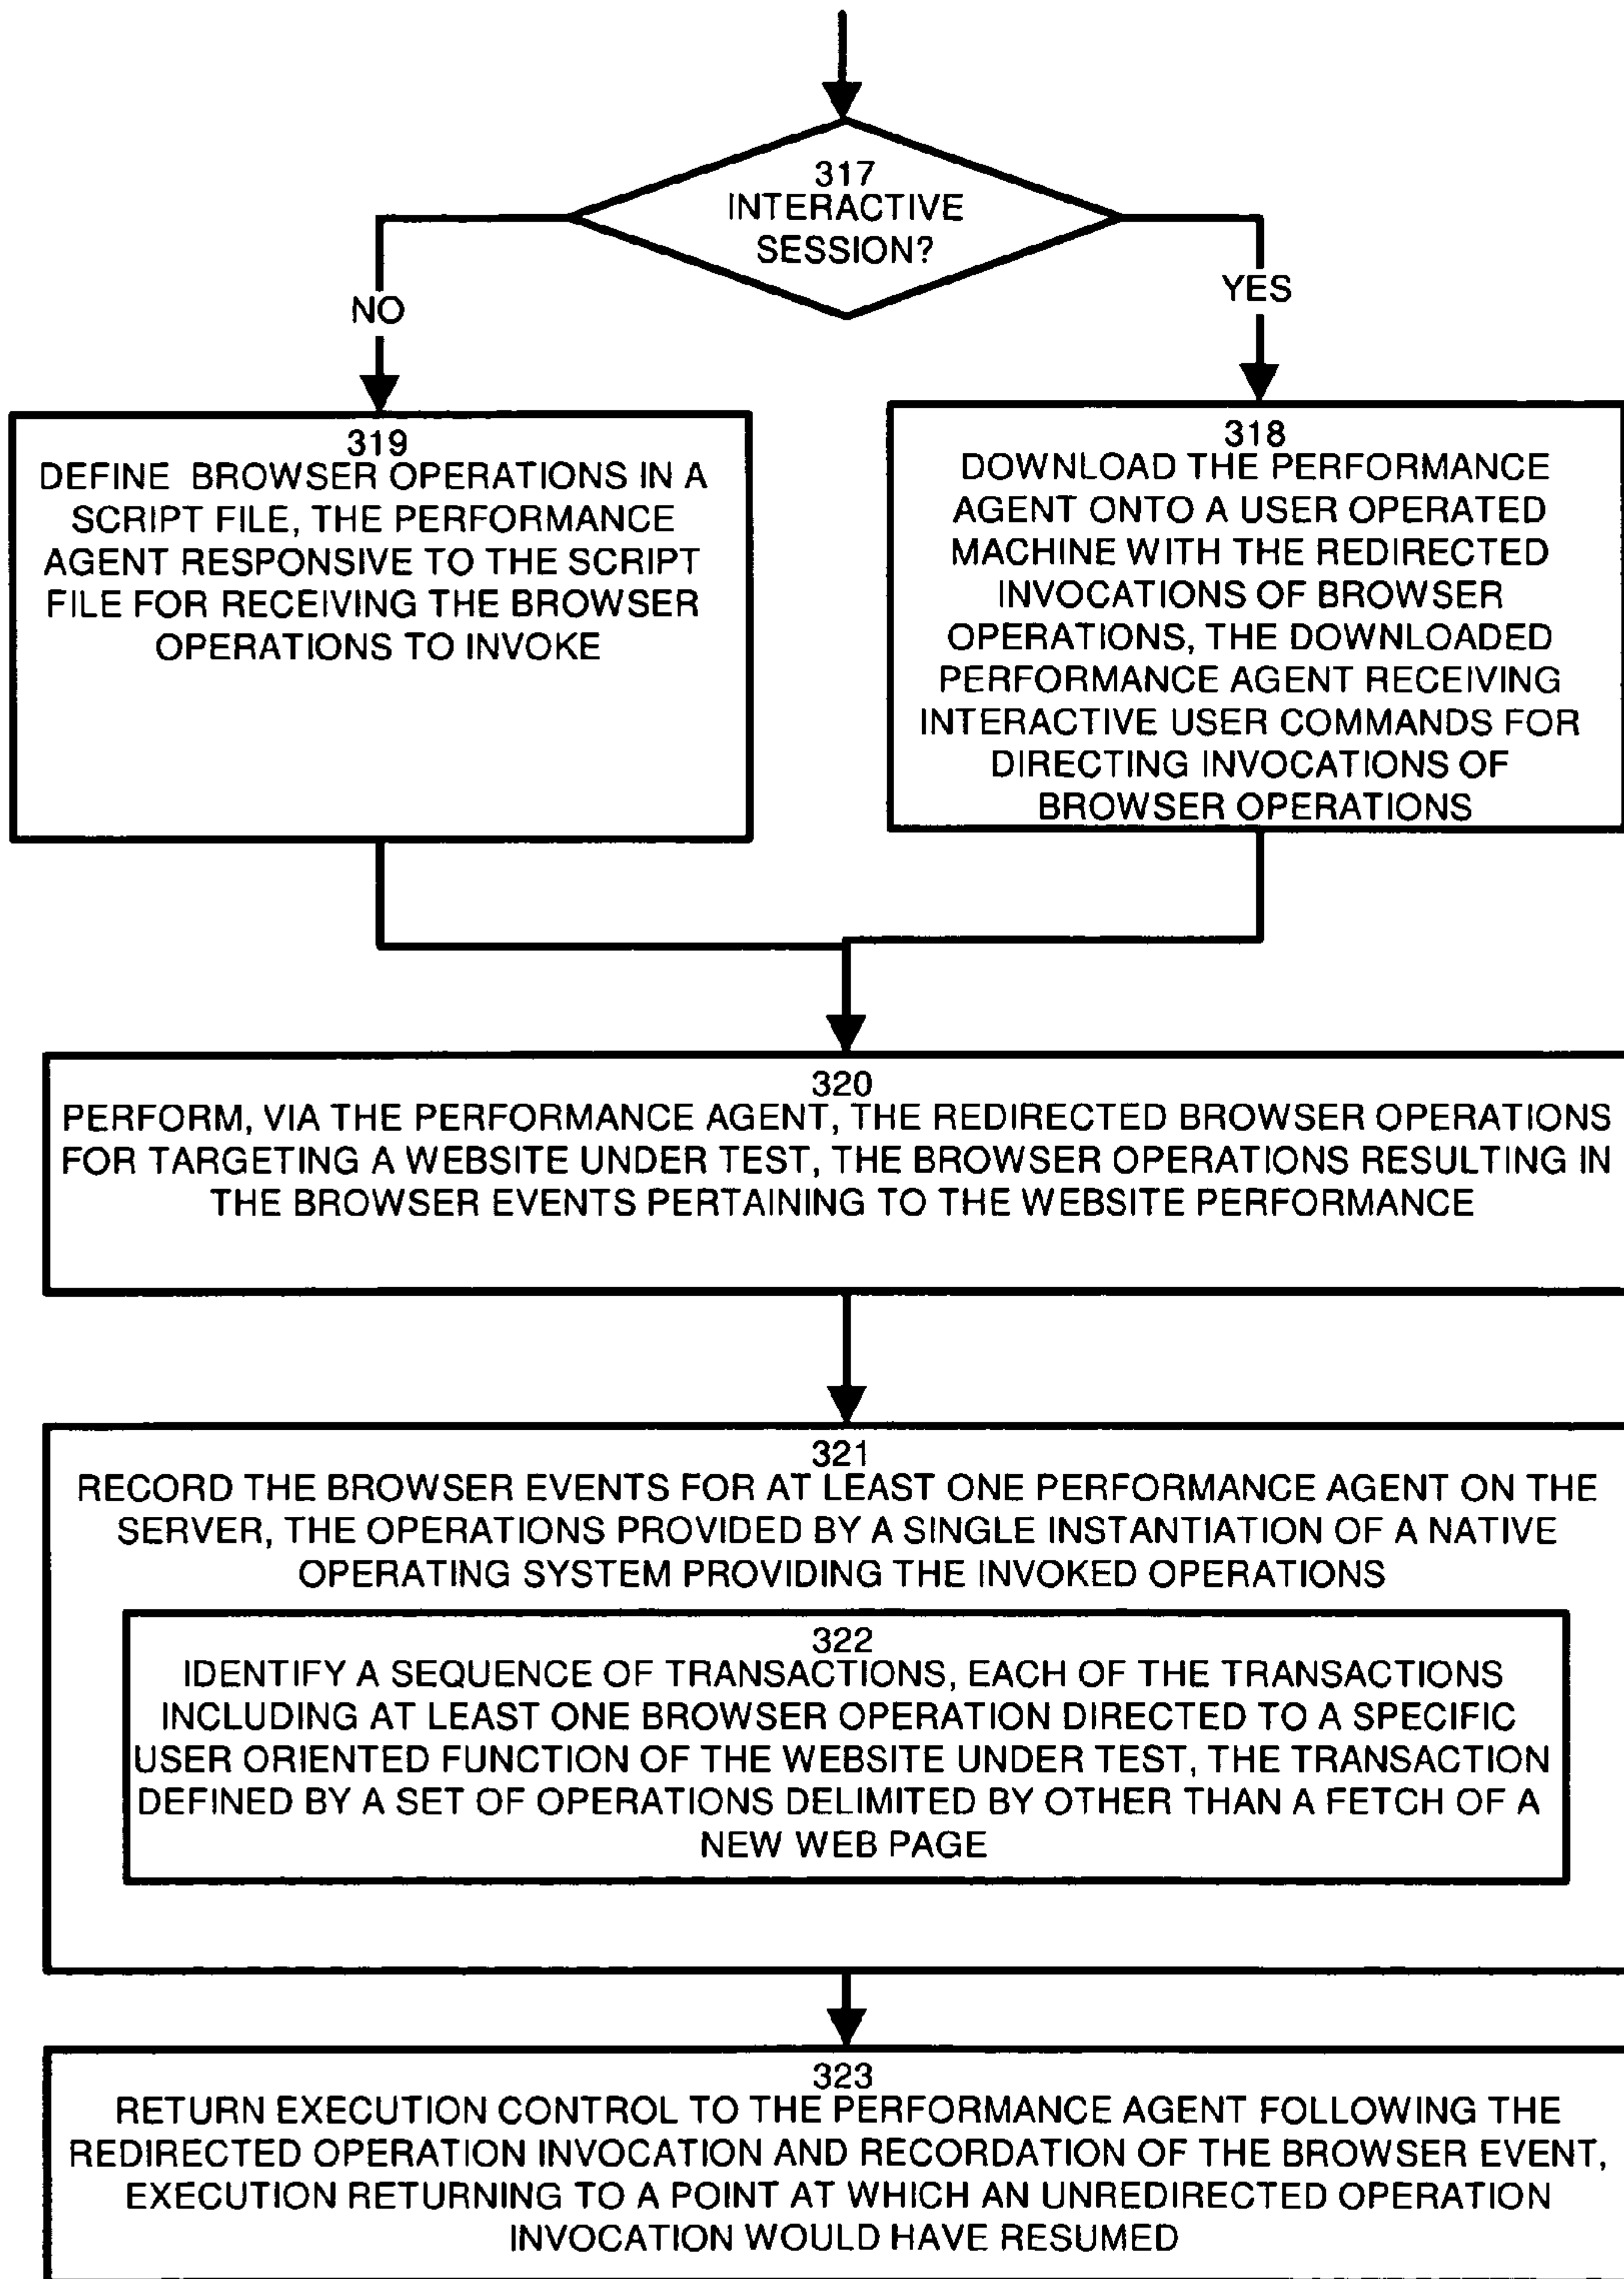 317
INTERACTIVE
SESSION?
NO
YES
319
DEFINE BROWSER OPERATIONS IN A
SCRIPT FILE, THE PERFORMANCE
AGENT RESPONSIVE TO THE SCRIPT
FILE FOR RECEIVING THE BROWSER
OPERATIONS TO INVOKE
318
DOWNLOAD THE PERFORMANCE
AGENT ONTO A USER OPERATED
MACHINE WITH THE REDIRECTED
INVOCATIONS OF BROWSER
OPERATIONS, THE DOWNLOADED
PERFORMANCE AGENT RECEIVING
INTERACTIVE USER COMMANDS FOR
DIRECTING INVOCATIONS OF
BROWSER OPERATIONS
320
PERFORM, VIA THE PERFORMANCE AGENT, THE REDIRECTED BROWSER OPERATIONS
FOR TARGETING A WEBSITE UNDER TEST, THE BROWSER OPERATIONS RESULTING IN
THE BROWSER EVENTS PERTAINING TO THE WEBSITE PERFORMANCE
321
RECORD THE BROWSER EVENTS FOR AT LEAST ONE PERFORMANCE AGENT ON THE
SERVER, THE OPERATIONS PROVIDED BY A SINGLE INSTANTIATION OF A NATIVE
OPERATING SYSTEM PROVIDING THE INVOKED OPERATIONS
322
IDENTIFY A SEQUENCE OF TRANSACTIONS, EACH OF THE TRANSACTIONS
INCLUDING AT LEAST ONE BROWSER OPERATION DIRECTED TO A SPECIFIC
USER ORIENTED FUNCTION OF THE WEBSITE UNDER TEST, THE TRANSACTION
DEFINED BY A SET OF OPERATIONS DELIMITED BY OTHER THAN A FETCH OF A
NEW WEB PAGE
323
RETURN EXECUTION CONTROL TO THE PERFORMANCE AGENT FOLLOWING THE
REDIRECTED OPERATION INVOCATION AND RECORDATION OF THE BROWSER EVENT,
EXECUTION RETURNING TO A POINT AT WHICH AN UNREDIRECTED OPERATION
INVOCATION WOULD HAVE RESUMED